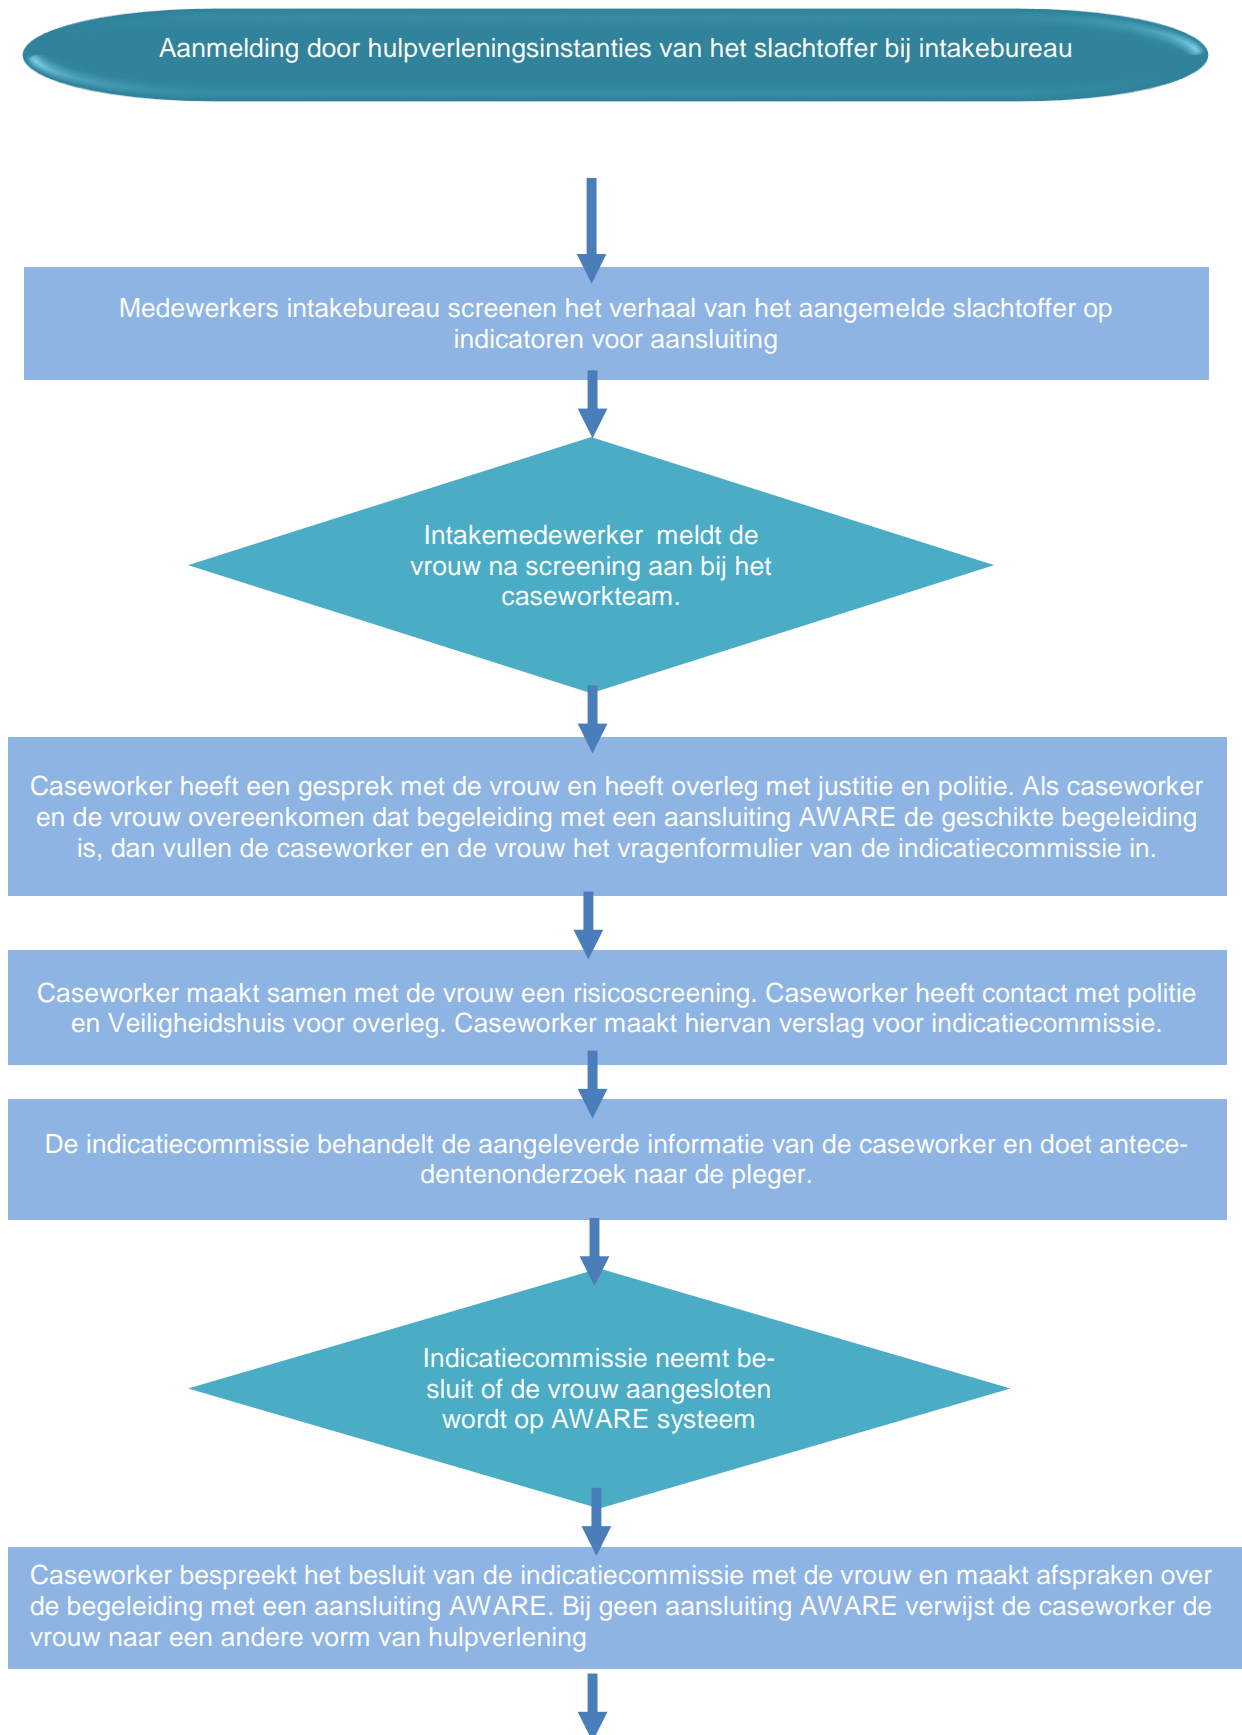 Aanmelding door hulpverleningsinstanties van het slachtoffer bij intakebureau
Medewerkers intakebureau screenen het verhaal van het aangemelde slachtoffer op
indicatoren voor aansluiting
Intakemedewerker  meldt de
vrouw na screening aan bij het
caseworkteam.
Caseworker heeft een gesprek met de vrouw en heeft overleg met justitie en politie. Als caseworker
en de vrouw overeenkomen dat begeleiding met een aansluiting AWARE de geschikte begeleiding
is, dan vullen de caseworker en de vrouw het vragenformulier van de indicatiecommissie in.
Caseworker maakt samen met de vrouw een risicoscreening. Caseworker heeft contact met politie
en Veiligheidshuis voor overleg. Caseworker maakt hiervan verslag voor indicatiecommissie.
De indicatiecommissie behandelt de aangeleverde informatie van de caseworker en doet antece-
dentenonderzoek naar de pleger.
Indicatiecommissie neemt be-
sluit of de vrouw aangesloten
wordt op AWARE systeem
Caseworker bespreekt het besluit van de indicatiecommissie met de vrouw en maakt afspraken over
de begeleiding met een aansluiting AWARE. Bij geen aansluiting AWARE verwijst de caseworker de
vrouw naar een andere vorm van hulpverlening